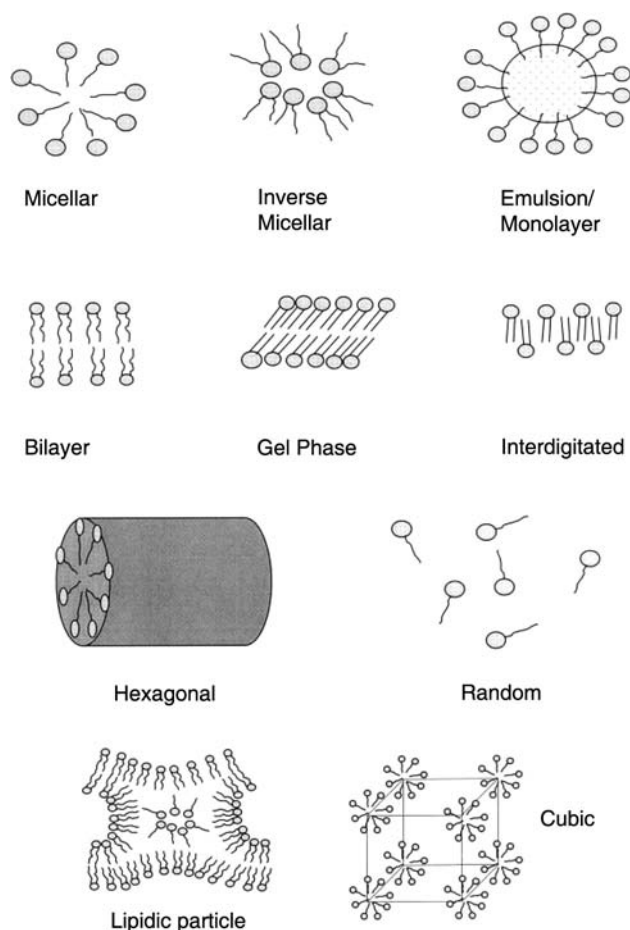 Micellar
Inverse
Micellar
Emulsion/
Monolayer
Bilayer
Gel Phase
Interdigitated
Hexagonal
Random
Cubic
Lipidic particle